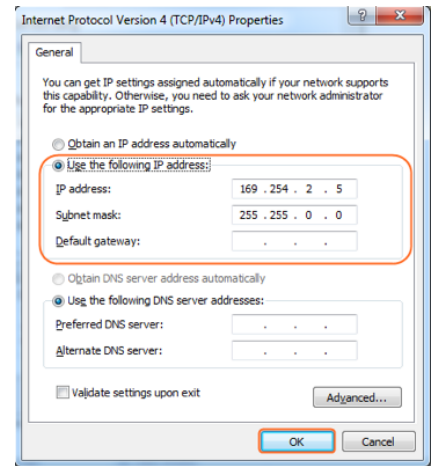 Internet Protocol Version 4 (TCP/IPv4) Properties
General
You can get IP settings assigned automatically if your network supports
this capability. Otherwise, you need to ask your network administrator
for the appropriate IP settings.
Obtain an IP address automatically
Use the following IP address:
IP address: 169 . 254 . 2 . 5
Subnet mask: 255 . 255 . 0 . 0
Default gateway: . . .
Obtain DNS server address automatically
Use the following DNS server addresses:
Preferred DNS server: . . .
Alternate DNS server: . . .
Validate settings upon exit
Advanced...
OK Cancel